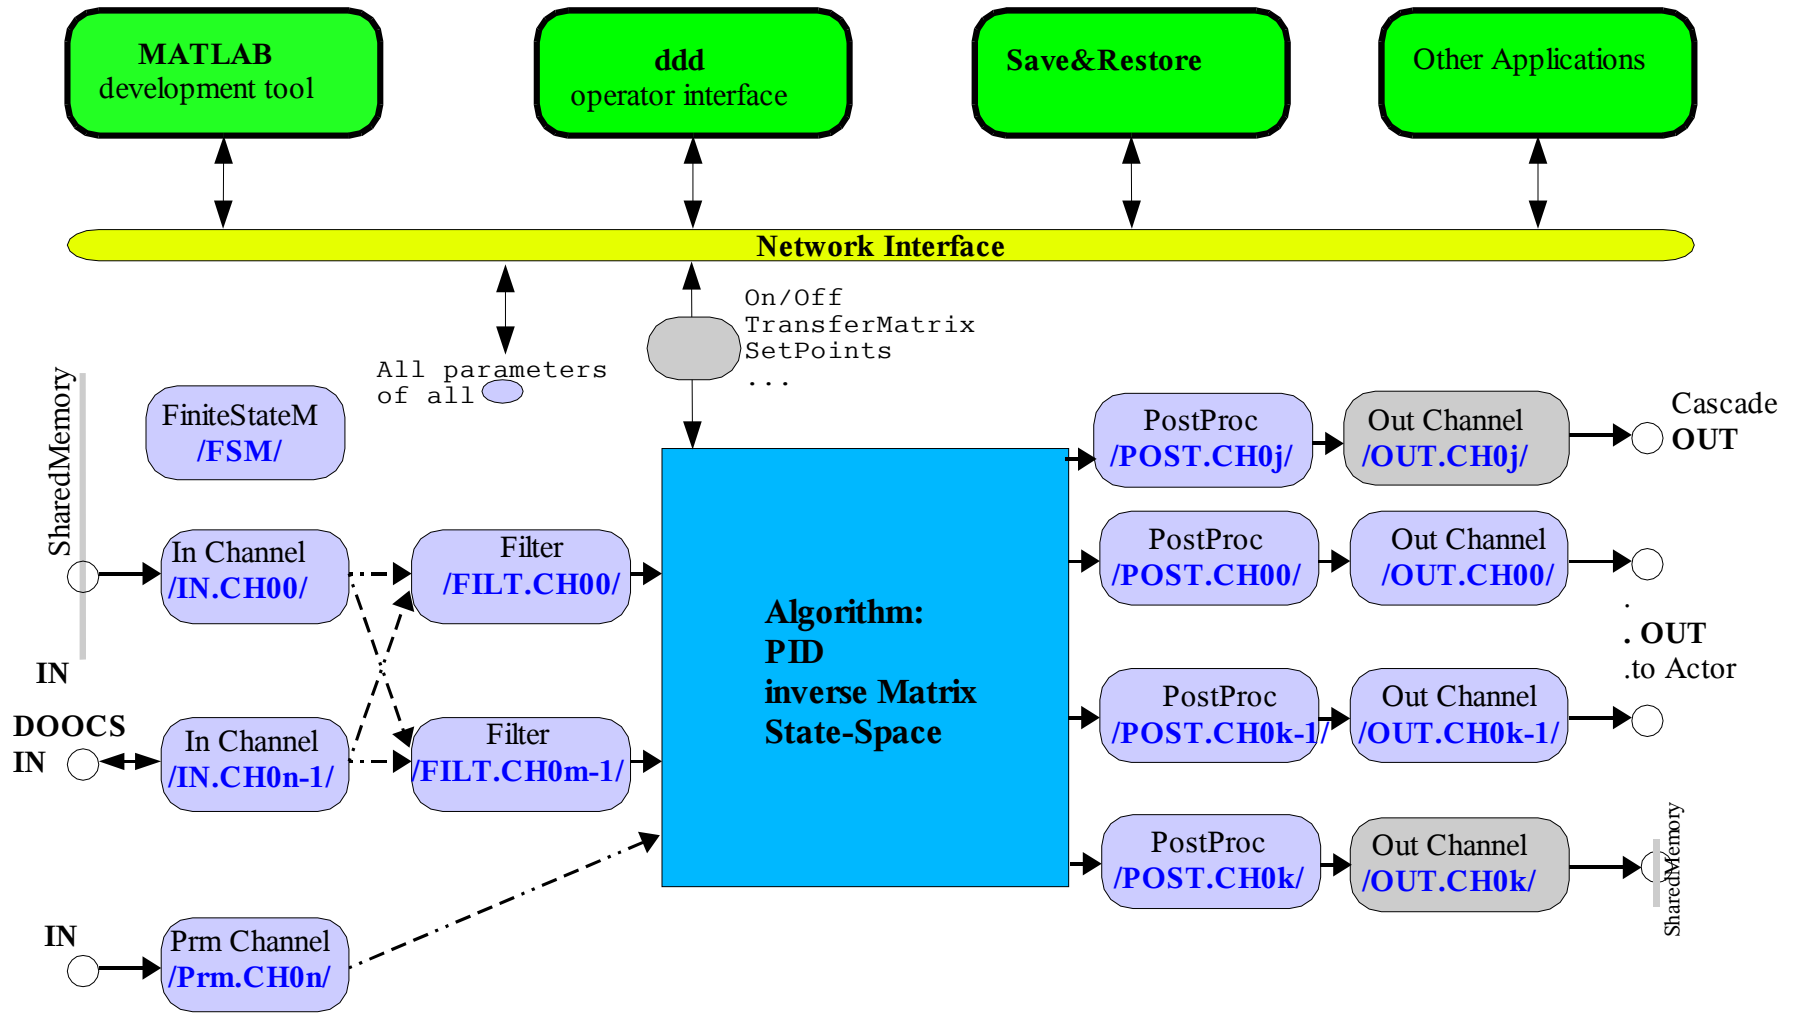 MATLAB
development tool
ddd
operator interface
Save&Restore
Other Applications
Network Interface
On/Off
TransferMatrix
SetPoints
...
All parameters
of all
SharedMemory
FiniteStateM
/FSM/
In Channel
/IN.CH00/
Filter
/FILT.CH00/
IN
DOOCS
IN
In Channel
/IN.CH0n-1/
Filter
/FILT.CH0m-1/
IN
Prm Channel
/Prm.CH0n/
Algorithm:
PID
inverse Matrix
State-Space
PostProc
/POST.CH0j/
Out Channel
/OUT.CH0j/
Cascade
OUT
PostProc
/POST.CH00/
Out Channel
/OUT.CH00/
.
. OUT
.to Actor
PostProc
/POST.CH0k-1/
Out Channel
/OUT.CH0k-1/
PostProc
/POST.CH0k/
Out Channel
/OUT.CH0k/
SharedMemory